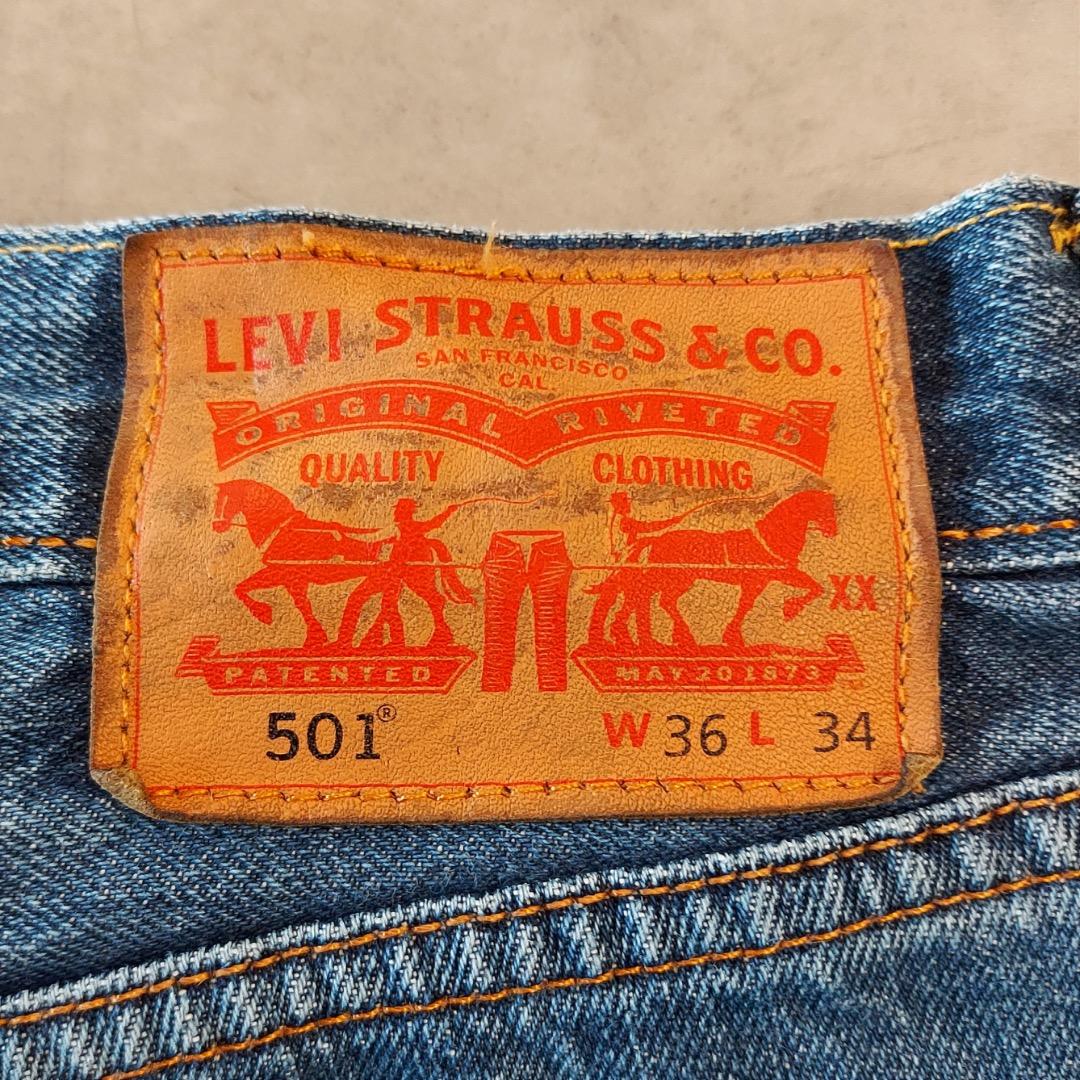 LEVI STRAUSS & CO.
SAN FRANCISCO
CAL
ORIGINAL RIVETED
QUALITY CLOTHING
XX
PATENTED MAY 20 1873
501® W 36 L 34